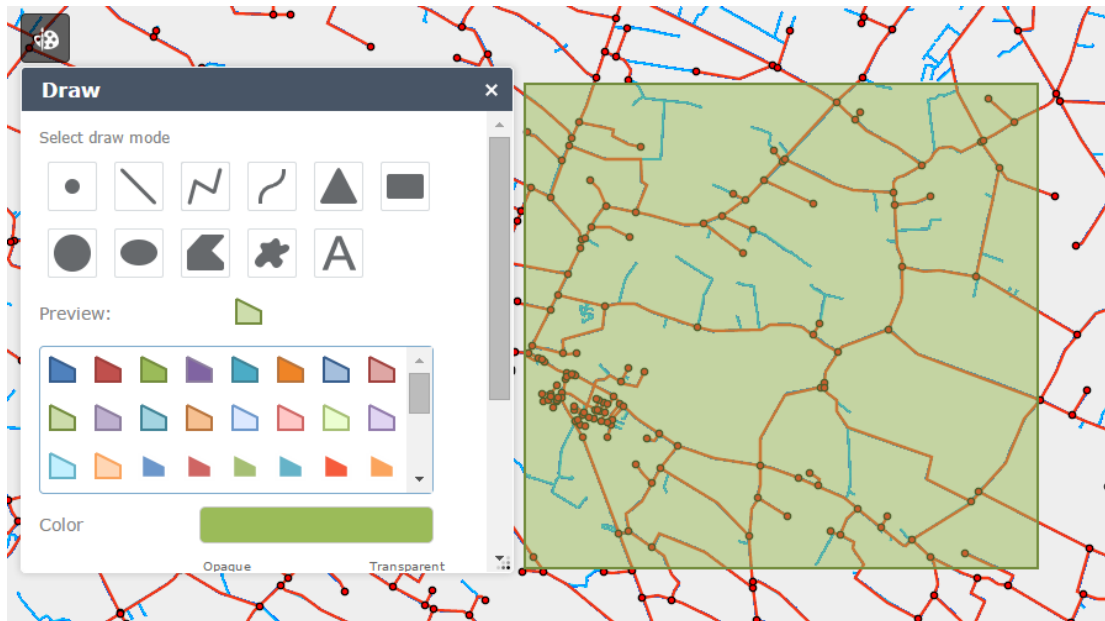 Draw
Select draw mode
A
Preview:
Color
Opaque Transparent